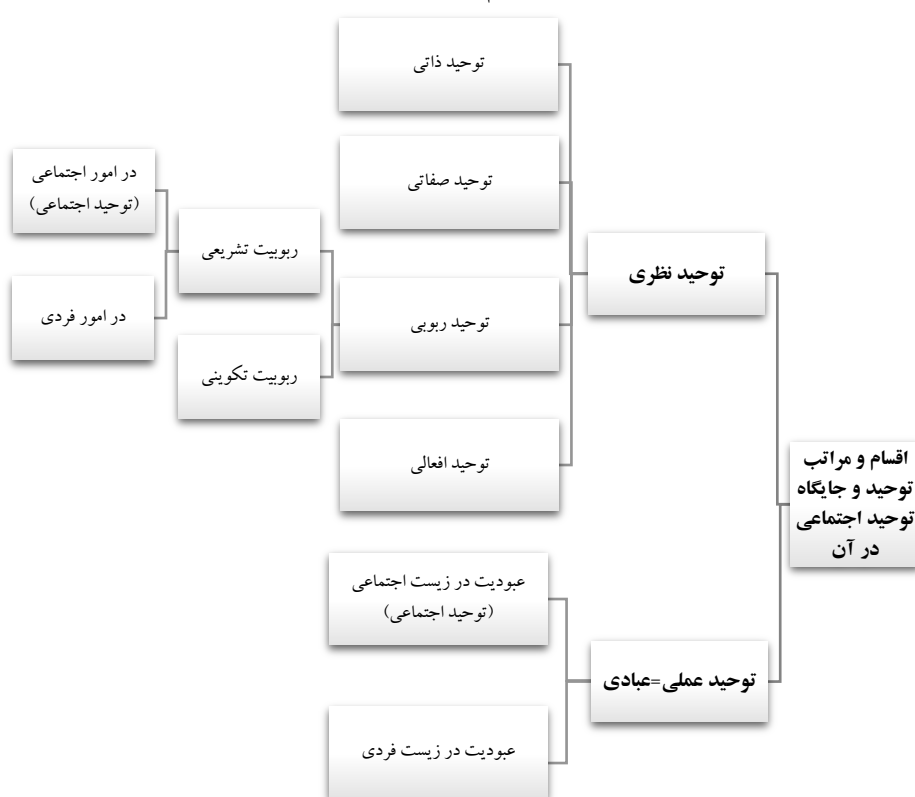 اقسام و مراتب
توحید و جایگاه
توحید اجتماعی
در آن
توحید نظری
توحید ذاتی
توحید صفاتی
توحید ربوبی
ربوبیت تشریعی
در امور اجتماعی
(توحید اجتماعی)
در امور فردی
ربوبیت تکوینی
توحید افعالی
توحید عملی=عبادی
عبودیت در زیست اجتماعی
(توحید اجتماعی)
عبودیت در زیست فردی